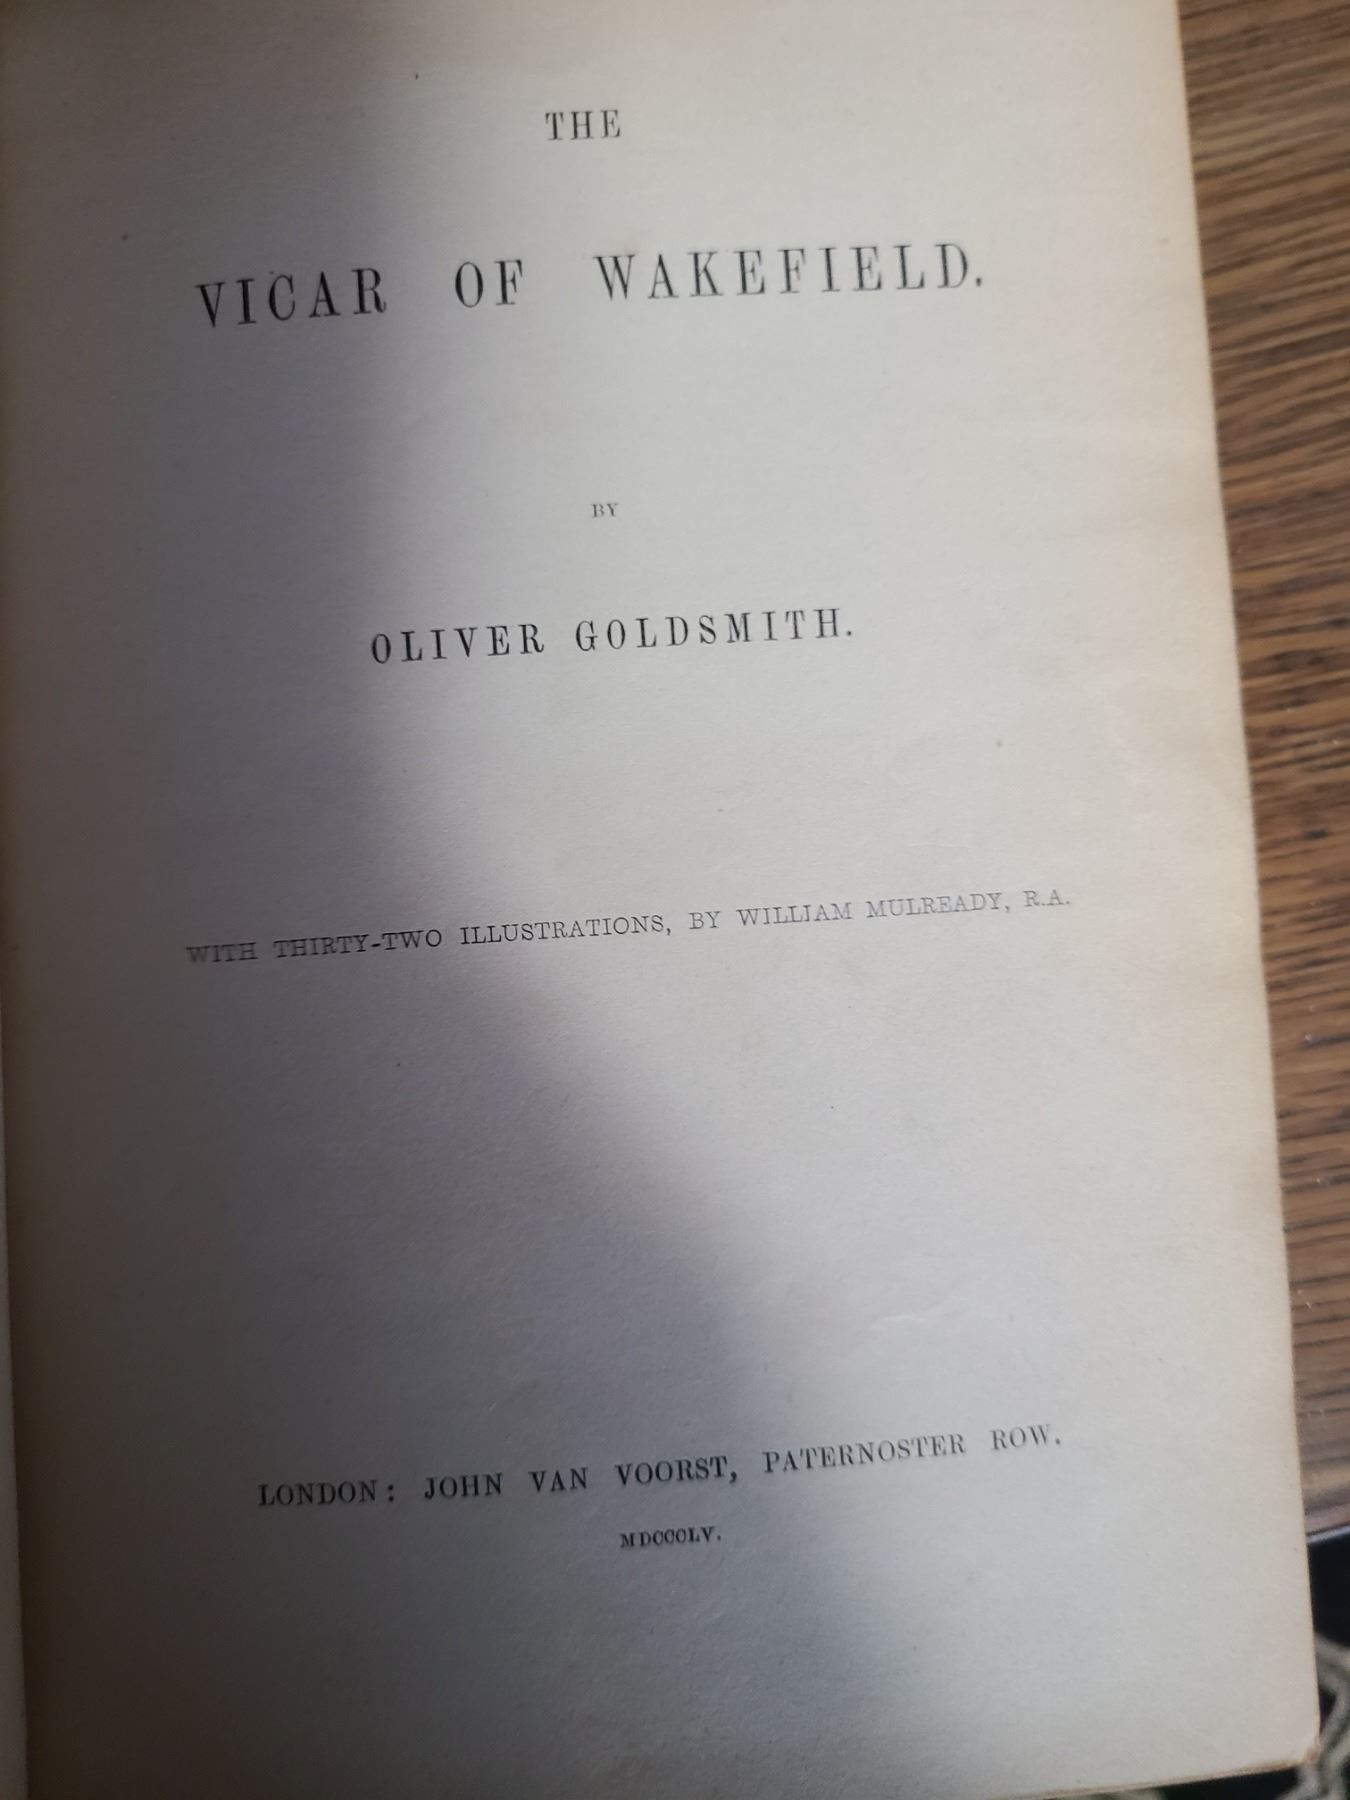 THE
VICAR OF WAKEFIELD.
BY
OLIVER GOLDSMITH.
WITH THIRTY-TWO ILLUSTRATIONS, BY WILLIAM MULREADY, R.A.
LONDON: JOHN VAN VOORST, PATERNOSTER ROW.
MDCCCLV.